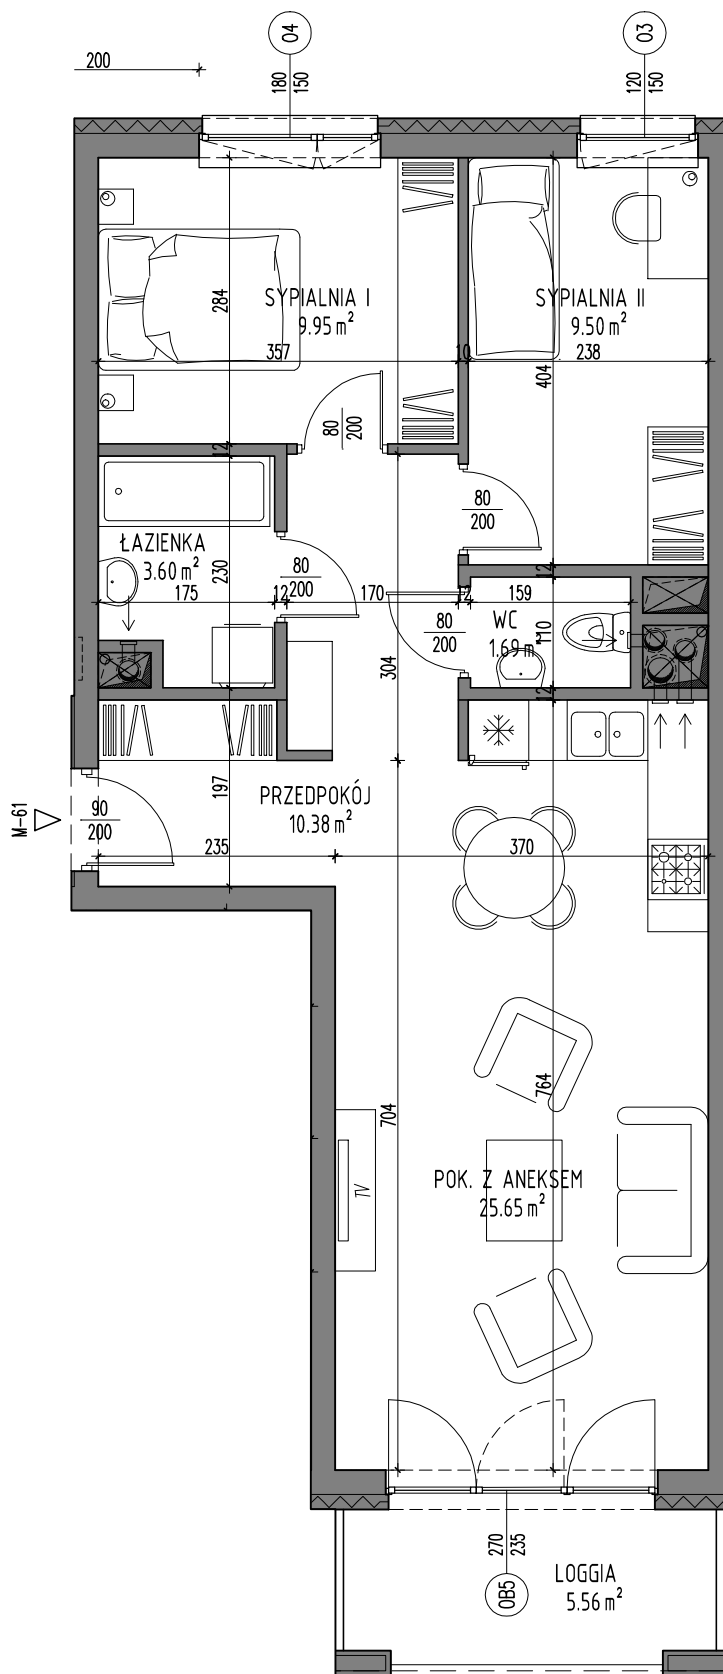 04
03
200
180
150
120
150
284
SYPIALNIA I
9.95 m²
SYPIALNIA II
9.50 m²
357
10
238
404
80
200
12
80
200
ŁAZIENKA
3.60 m²
230
80
200
12
175
12
170
12
159
80
200
WC
1.69 m²
110
304
12
M-61
90
200
197
PRZEDPOKÓJ
10.38 m²
235
370
764
704
TV
POK. Z ANEKSEM
25.65 m²
270
235
LOGGIA
5.56 m²
0B5